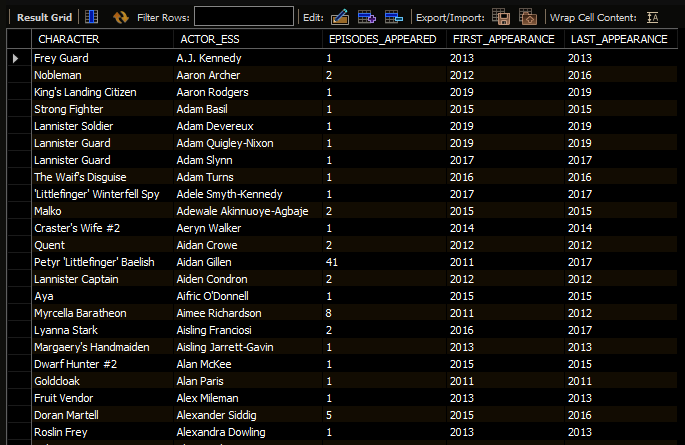 Result Grid Filter Rows: Edit: Export/Import: Wrap Cell Content:
CHARACTER ACTOR_ESS EPISODES_APPEARED FIRST_APPEARANCE LAST_APPEARANCE
Frey Guard A.J. Kennedy 1 2013 2013
Nobleman Aaron Archer 2 2012 2016
King's Landing Citizen Aaron Rodgers 1 2019 2019
Strong Fighter Adam Basil 1 2015 2015
Lannister Soldier Adam Devereux 1 2019 2019
Lannister Guard Adam Quigley-Nixon 1 2019 2019
Lannister Guard Adam Slynn 1 2017 2017
The Waif's Disguise Adam Turns 1 2016 2016
'Littlefinger' Winterfell Spy Adele Smyth-Kennedy 1 2017 2017
Malko Adewale Akinnuoye-Agbaje 2 2015 2015
Craster's Wife #2 Aeryn Walker 1 2014 2014
Quent Aidan Crowe 2 2012 2012
Petyr 'Littlefinger' Baelish Aidan Gillen 41 2011 2017
Lannister Captain Aiden Condron 2 2012 2012
Aya Aifric O'Donnell 1 2015 2015
Myrcella Baratheon Aimee Richardson 8 2011 2012
Lyanna Stark Aisling Franciosi 2 2016 2017
Margaery's Handmaiden Aisling Jarrett-Gavin 1 2013 2013
Dwarf Hunter #2 Alan McKee 1 2015 2015
Goldcloak Alan Paris 1 2011 2011
Fruit Vendor Alex Mileman 1 2013 2013
Doran Martell Alexander Siddig 5 2015 2016
Roslin Frey Alexandra Dowling 1 2013 2013